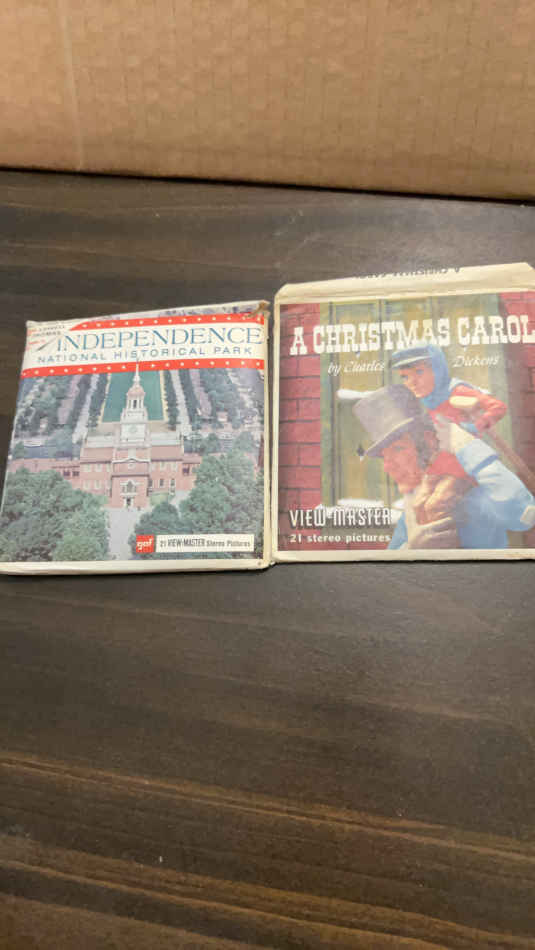 INDEPENDENCE
NATIONAL HISTORICAL PARK
gaf
21 VIEW-MASTER Stereo Pictures
A CHRISTMAS CAROL
by Charles Dickens
VIEW-MASTER
21 stereo pictures